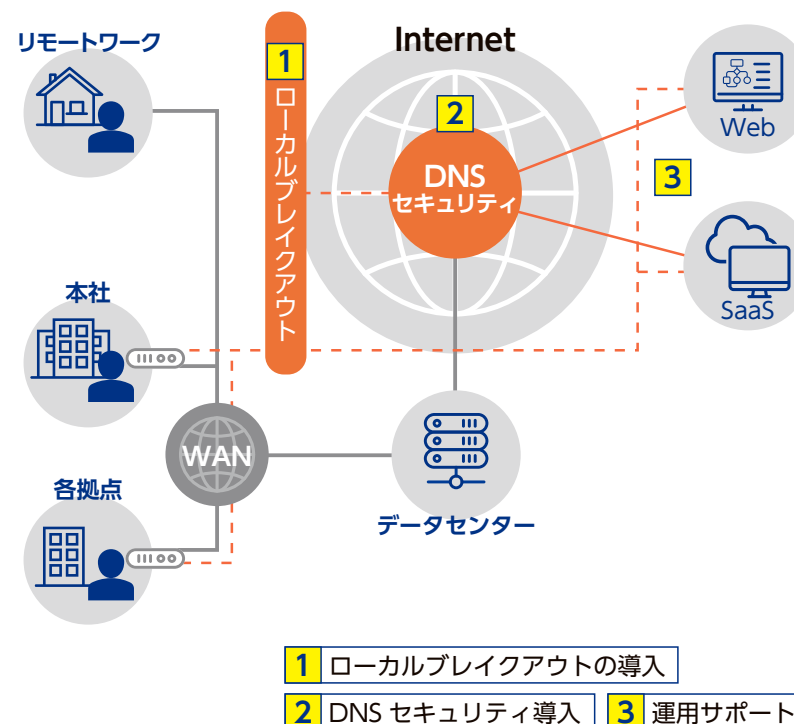 リモートワーク
1
ローカルブレイクアウト
Internet
2
DNS
セキュリティ
Web
3
SaaS
本社
WAN
データセンター
各拠点
1 ローカルブレイクアウトの導入
2 DNS セキュリティ導入
3 運用サポート